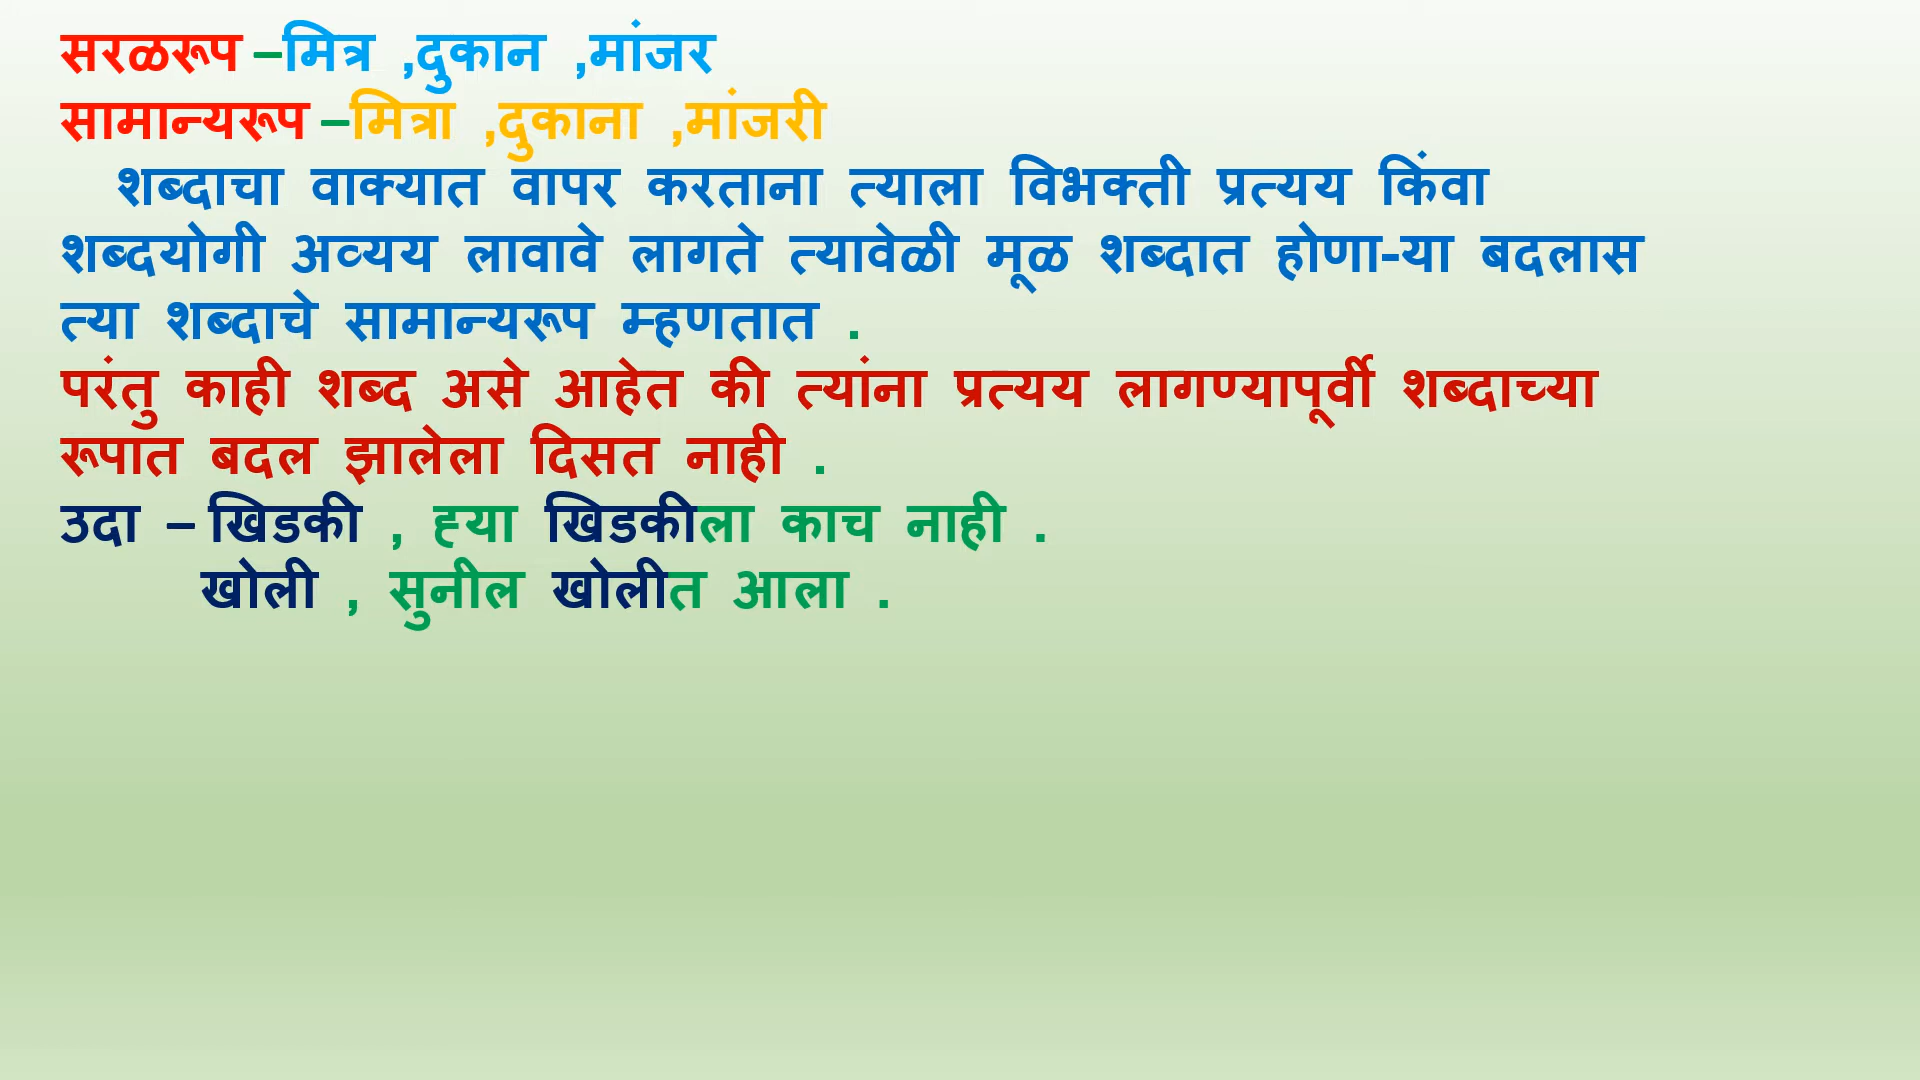 सरळरूप –मित्र ,दुकान ,मांजर
सामान्यरूप –मित्रा ,दुकाना ,मांजरी
शब्दाचा वाक्यात वापर करताना त्याला विभक्ती प्रत्यय किंवा
शब्दयोगी अव्यय लावावे लागते त्यावेळी मूळ शब्दात होणा-या बदलास
त्या शब्दाचे सामान्यरूप म्हणतात .
परंतु काही शब्द असे आहेत की त्यांना प्रत्यय लागण्यापूर्वी शब्दाच्या
रूपात बदल झालेला दिसत नाही .
उदा – खिडकी , ह्या खिडकीला काच नाही .
खोली , सुनील खोलीत आला .